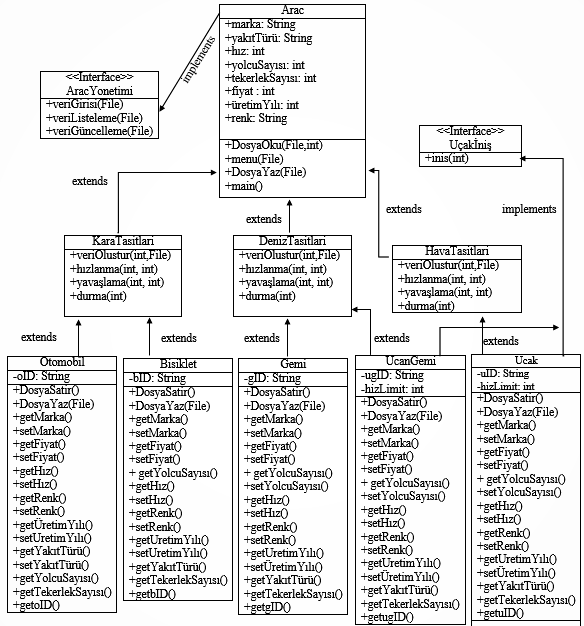 Arac
+marka: String
+yakıtTürü: String
+hız: int
+yolcuSayısı: int
+tekerlekSayısı: int
+fiyat : int
+üretimYılı: int
+renk: String
+DosyaOku(File,int)
+menu(File)
+DosyaYaz(File)
+main()
implements
<<Interface>>
AracYonetimi
+veriGirisi(File)
+veriListeleme(File)
+veriGüncelleme(File)
<<Interface>>
Uçakİniş
+inis(int)
extends
extends
extends
implements
KaraTasitlari
+veriOlustur(int,File)
+hızlanma(int, int)
+yavaşlama(int, int)
+durma(int)
DenizTasitlari
+veriOlustur(int,File)
+hızlanma(int, int)
+yavaşlama(int, int)
+durma(int)
HavaTasitlari
+veriOlustur(int,File)
+hızlanma(int, int)
+yavaşlama(int, int)
+durma(int)
extends
extends
extends
extends
extends
Otomobil
-oID: String
+DosyaSatir()
+DosyaYaz(File)
+getMarka()
+setMarka()
+getFiyat()
+setFiyat()
+getHız()
+setHız()
+getRenk()
+setRenk()
+getÜretimYılı()
+setUretimYılı()
+getYakıtTürü()
+setYakıtTürü()
+getYolcuSayısı()
+getTekerlekSayısı()
+getoID()
Bisiklet
-bID: String
+DosyaSatir()
+DosyaYaz(File)
+getMarka()
+setMarka()
+getFiyat()
+setFiyat()
+ getYolcuSayısı()
+getHız()
+setHız()
+getRenk()
+setRenk()
+getUretimYılı()
+setUretimYılı()
+getYakıtTürü()
+getTekerlekSayısı()
+getbID()
Gemi
-gID: String
+DosyaSatir()
+DosyaYaz(File)
+getMarka()
+setMarka()
+getFiyat()
+setFiyat()
+ getYolcuSayısı()
+setYolcuSayısı()
+getHız()
+setHız()
+getRenk()
+setRenk()
+getUretimYılı()
+setÜretimYılı()
+getYakıtTürü()
+getTekerlekSayısı()
+getgID()
UcanGemi
-ugID: String
-hizLimit: String
+DosyaSatir()
+DosyaYaz(File)
+getMarka()
+setMarka()
+getFiyat()
+setFiyat()
+ getYolcuSayısı()
+setYolcuSayısı()
+getHız()
+setHız()
+getRenk()
+setRenk()
+getUretimYılı()
+setÜretimYılı()
+getYakıtTürü()
+getTekerlekSayısı()
+getugID()
Ucak
-uID: String
-hizLimit: int
+DosyaSatir()
+DosyaYaz(File)
+getMarka()
+setMarka()
+getFiyat()
+setFiyat()
+ getYolcuSayısı()
+setYolcuSayısı()
+getHız()
+setHız()
+getRenk()
+setRenk()
+getUretimYılı()
+setÜretimYılı()
+getYakıtTürü()
+getTekerlekSayısı()
+getuID()